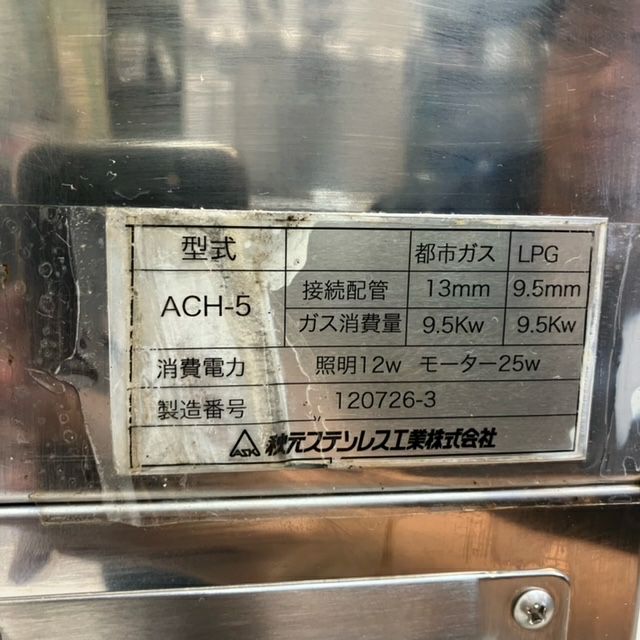 型式 都市ガス LPG
ACH-5 接続配管 13mm 9.5mm
ガス消費量 9.5Kw 9.5Kw
消費電力 照明12w モーター25w
製造番号 120726-3
ASK 秋元ステンレス工業株式会社